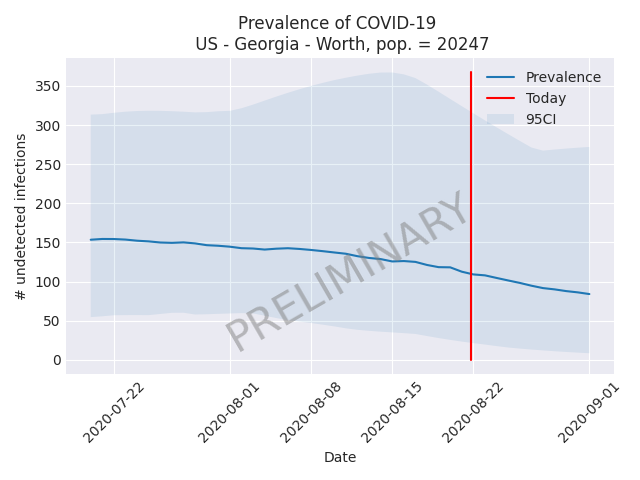 Prevalence of COVID-19
US - Georgia - Worth, pop. = 20247
Prevalence
Today
95CI
PRELIMINARY
# undetected infections
350
300
250
200
150
100
50
0
2020-07-22
2020-08-01
2020-08-08
2020-08-15
2020-08-22
2020-09-01
Date